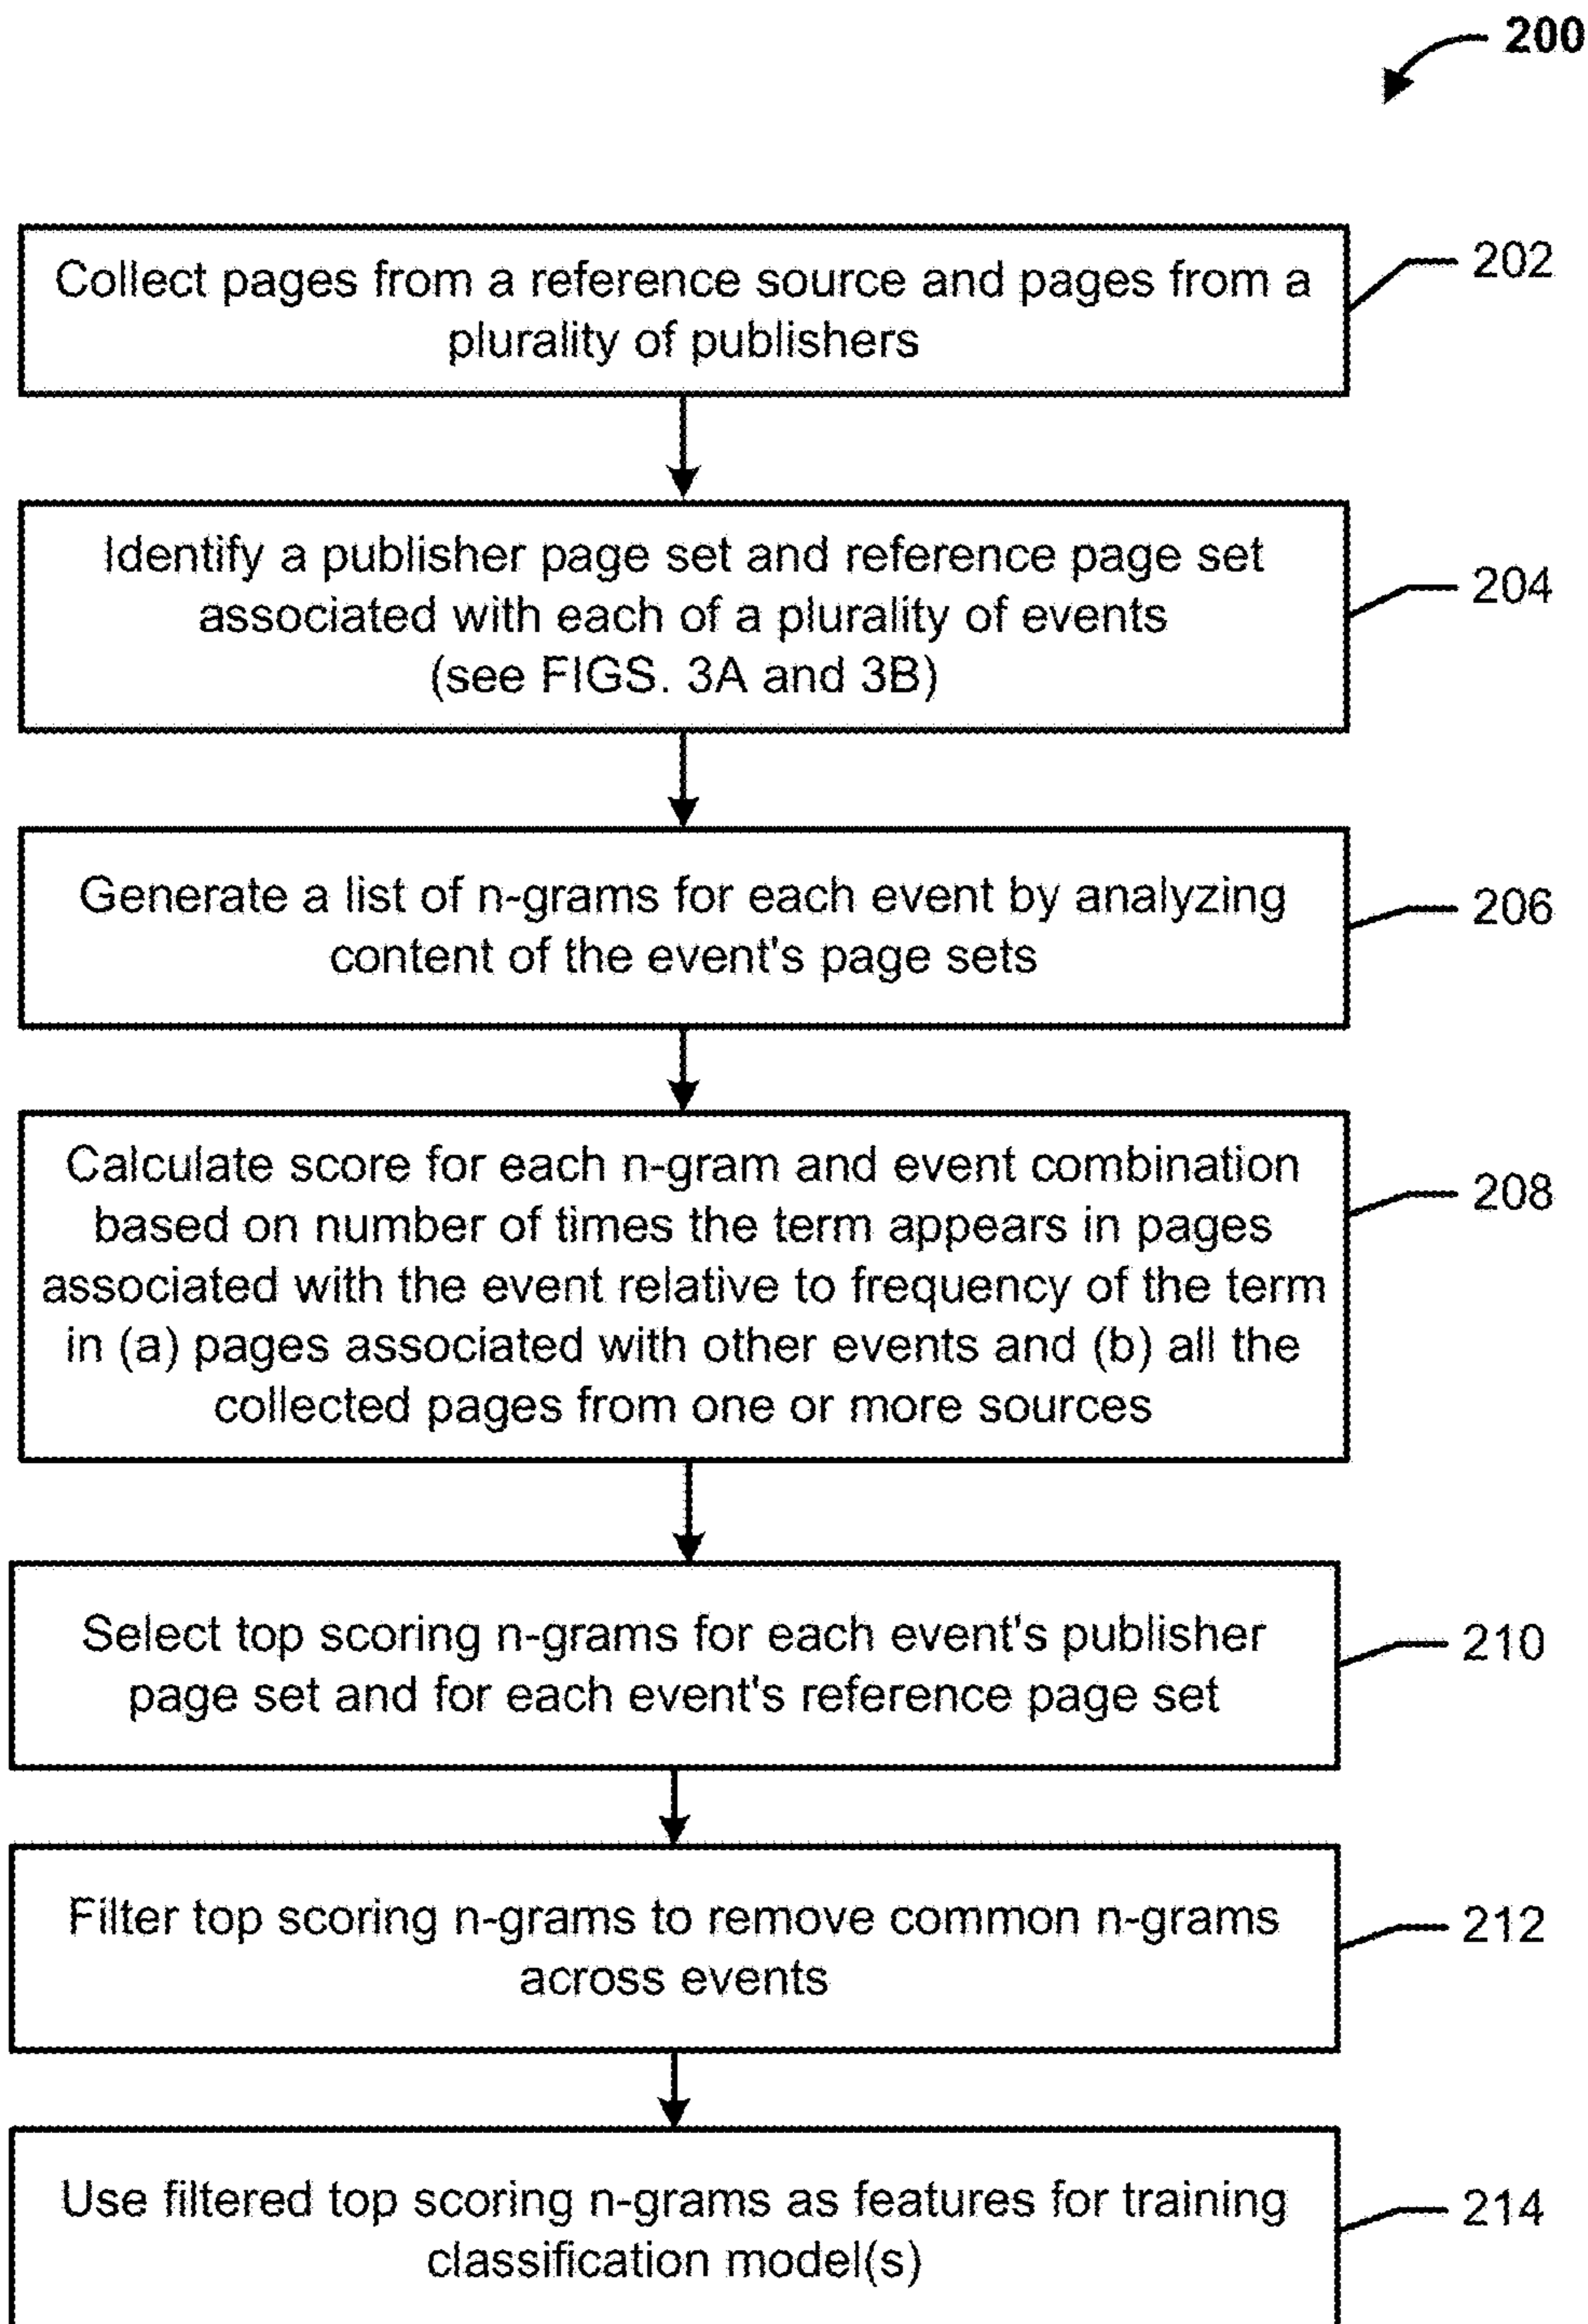 200
Collect pages from a reference source and pages from a
plurality of publishers
202
Identify a publisher page set and reference page set
associated with each of a plurality of events
(see FIGS. 3A and 3B)
204
Generate a list of n-grams for each event by analyzing
content of the event's page sets
206
Calculate score for each n-gram and event combination
based on number of times the term appears in pages
associated with the event relative to frequency of the term
in (a) pages associated with other events and (b) all the
collected pages from one or more sources
208
Select top scoring n-grams for each event's publisher
page set and for each event's reference page set
210
Filter top scoring n-grams to remove common n-grams
across events
212
Use filtered top scoring n-grams as features for training
classification model(s)
214